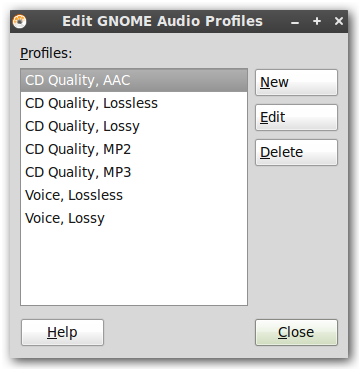 Edit GNOME Audio Profiles
Profiles:
CD Quality, AAC
CD Quality, Lossless
CD Quality, Lossy
CD Quality, MP2
CD Quality, MP3
Voice, Lossless
Voice, Lossy
New
Edit
Delete
Help
Close